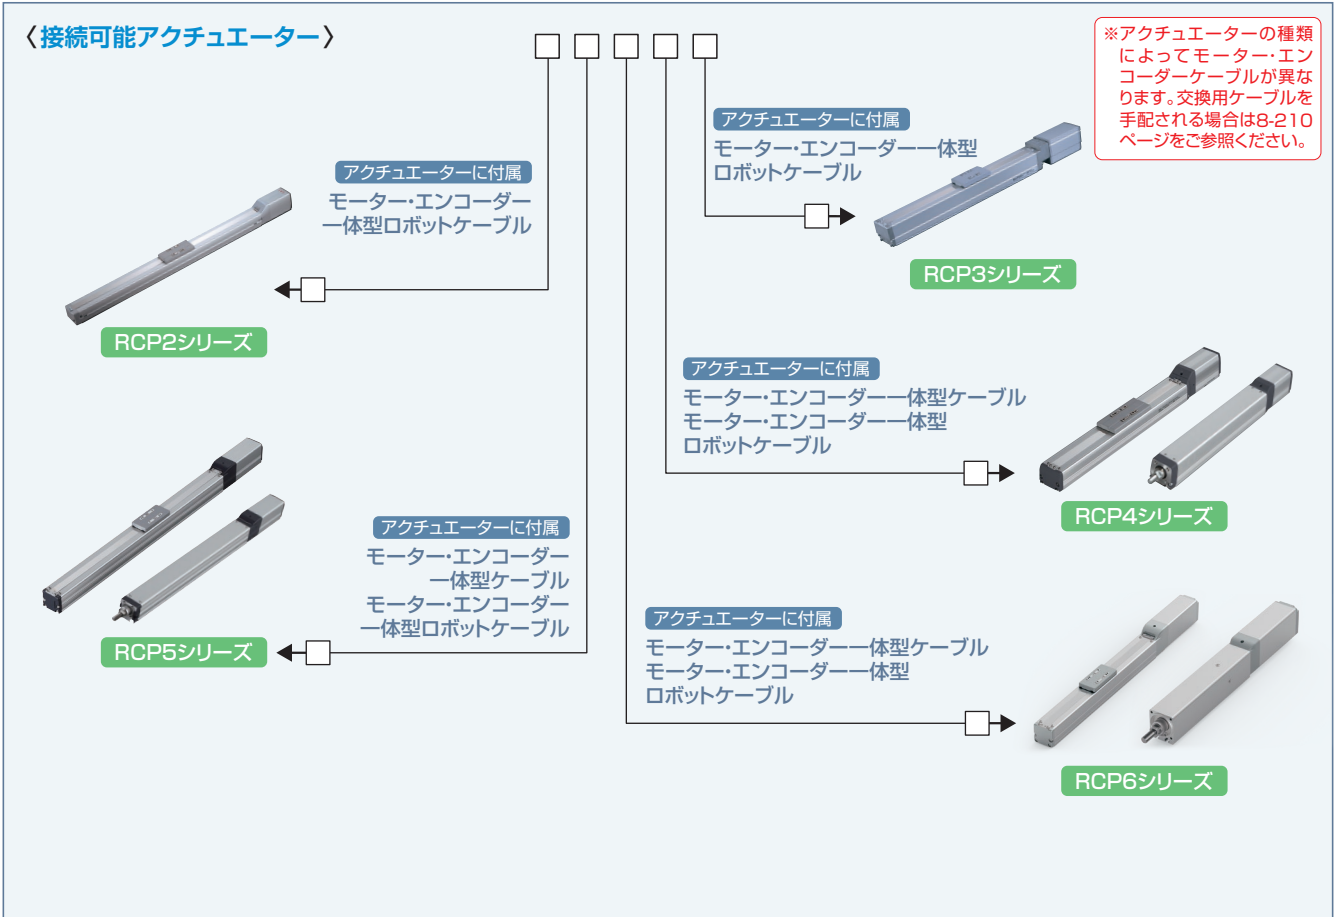 〈接続可能アクチュエーター〉
※アクチュエーターの種類
によってモーター・エン
コーダーケーブルが異な
ります。交換用ケーブルを
手配される場合は8-210
ページをご参照ください。
アクチュエーターに付属
モーター・エンコーダー一体型
ロボットケーブル
RCP3シリーズ
アクチュエーターに付属
モーター・エンコーダー
一体型ロボットケーブル
RCP2シリーズ
アクチュエーターに付属
モーター・エンコーダー一体型ケーブル
モーター・エンコーダー一体型
ロボットケーブル
RCP4シリーズ
アクチュエーターに付属
モーター・エンコーダー
一体型ケーブル
モーター・エンコーダー
一体型ロボットケーブル
RCP5シリーズ
アクチュエーターに付属
モーター・エンコーダー一体型ケーブル
モーター・エンコーダー一体型
ロボットケーブル
RCP6シリーズ